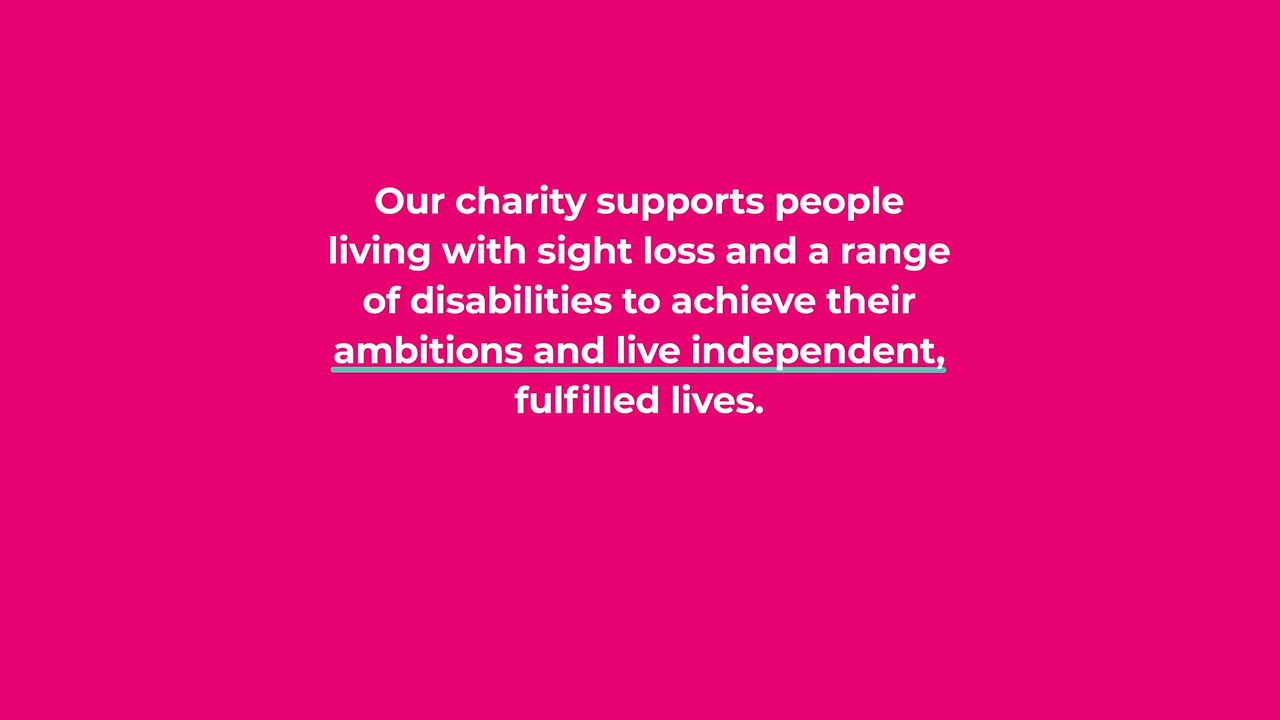 Our charity supports people
living with sight loss and a range
of disabilities to achieve their
ambitions and live independent,
fulfilled lives.